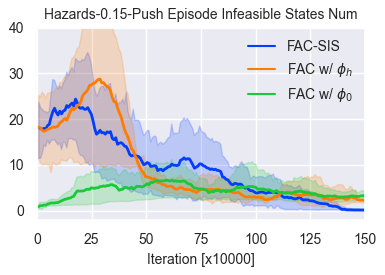 Hazards-0.15-Push Episode Infeasible States Num
40
30
20
10
0
FAC-SIS
FAC w/ ϕh
FAC w/ ϕ0
0 25 50 75 100 125 150
Iteration [x10000]